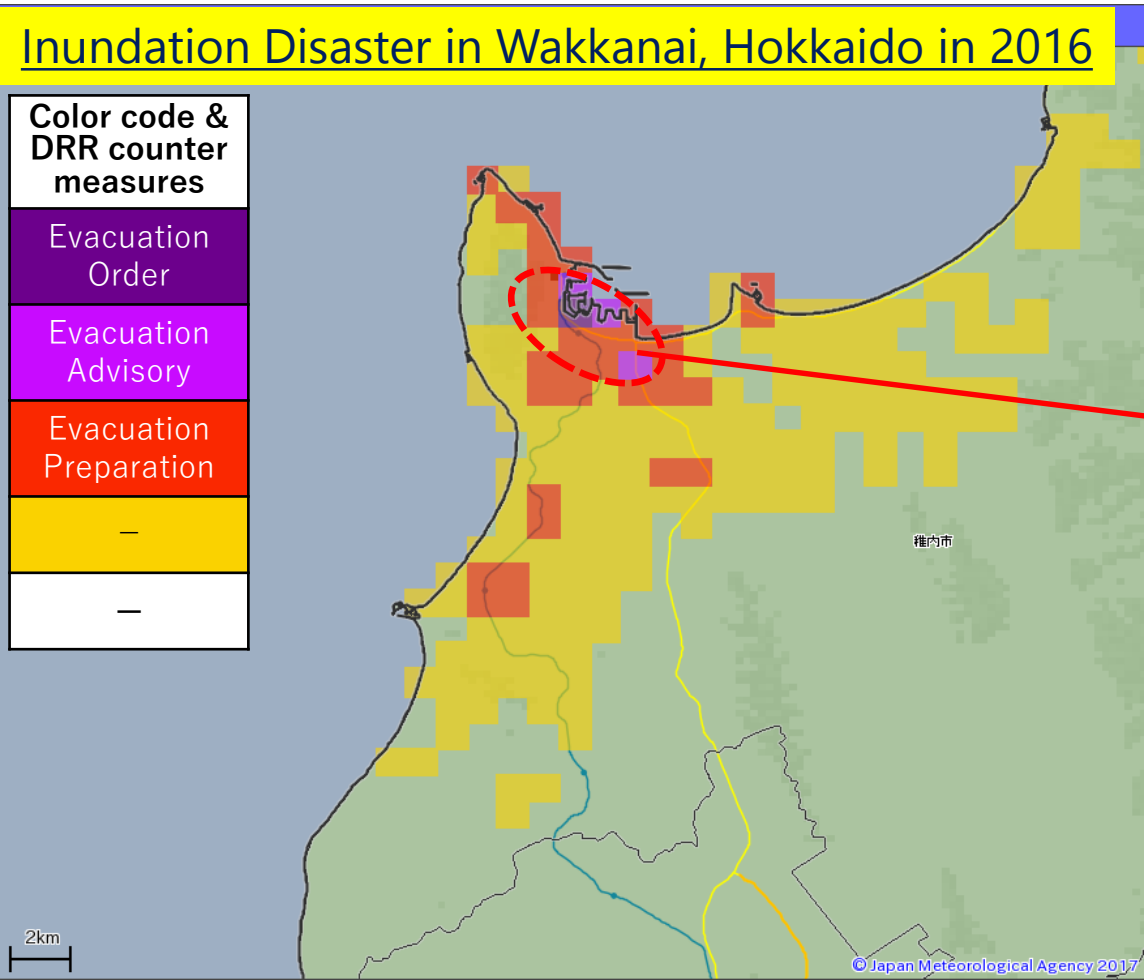 Inundation Disaster in Wakkanai, Hokkaido in 2016
Color code &
DRR counter
measures
Evacuation
Order
Evacuation
Advisory
Evacuation
Preparation
–
–
稚内市
2km
© Japan Meteorological Agency 2017